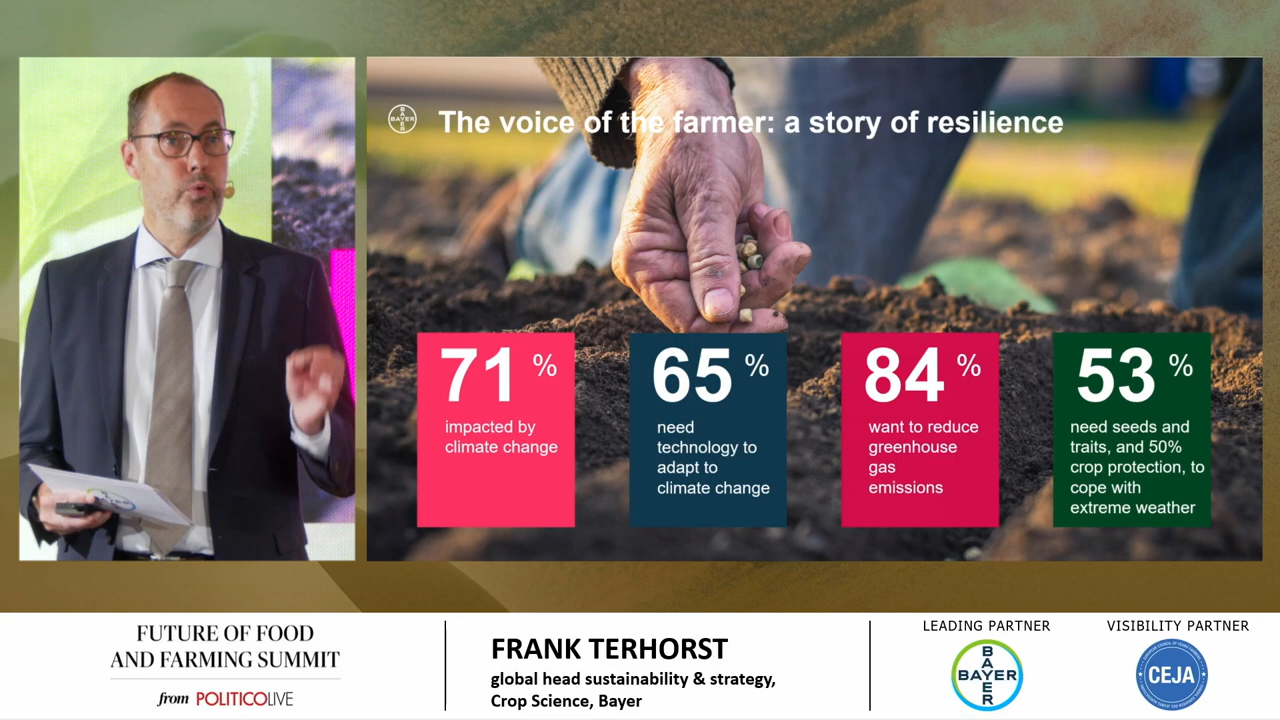 BAYER
BAYER
The voice of the farmer: a story of resilience
71 %
impacted by
climate change
65 %
need
technology to
adapt to
climate change
84 %
want to reduce
greenhouse
gas
emissions
53 %
need seeds and
traits, and 50%
crop protection, to
cope with
extreme weather
FUTURE OF FOOD
AND FARMING SUMMIT
from POLITICOLIVE
FRANK TERHORST
global head sustainability & strategy,
Crop Science, Bayer
LEADING PARTNER
BAYER
BAYER
VISIBILITY PARTNER
CEJA